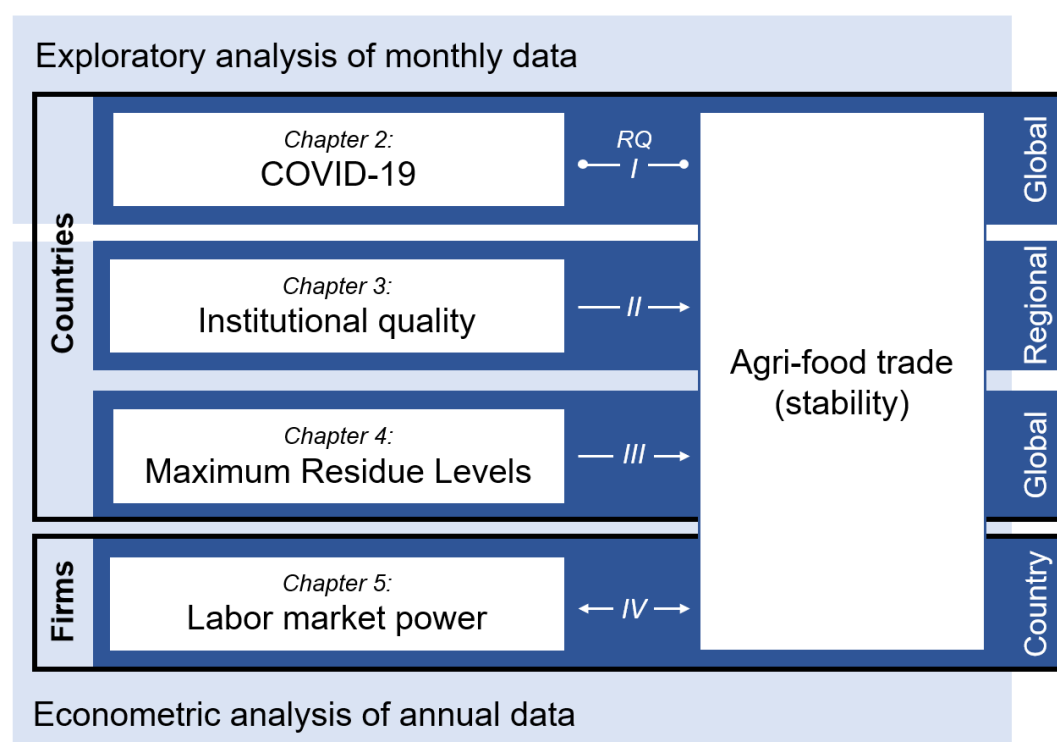 Exploratory analysis of monthly data
Countries
Chapter 2:
COVID-19
RQ
I
Global
Chapter 3:
Institutional quality
II
Regional
Agri-food trade
(stability)
Chapter 4:
Maximum Residue Levels
III
Global
Firms
Chapter 5:
Labor market power
IV
Country
Econometric analysis of annual data